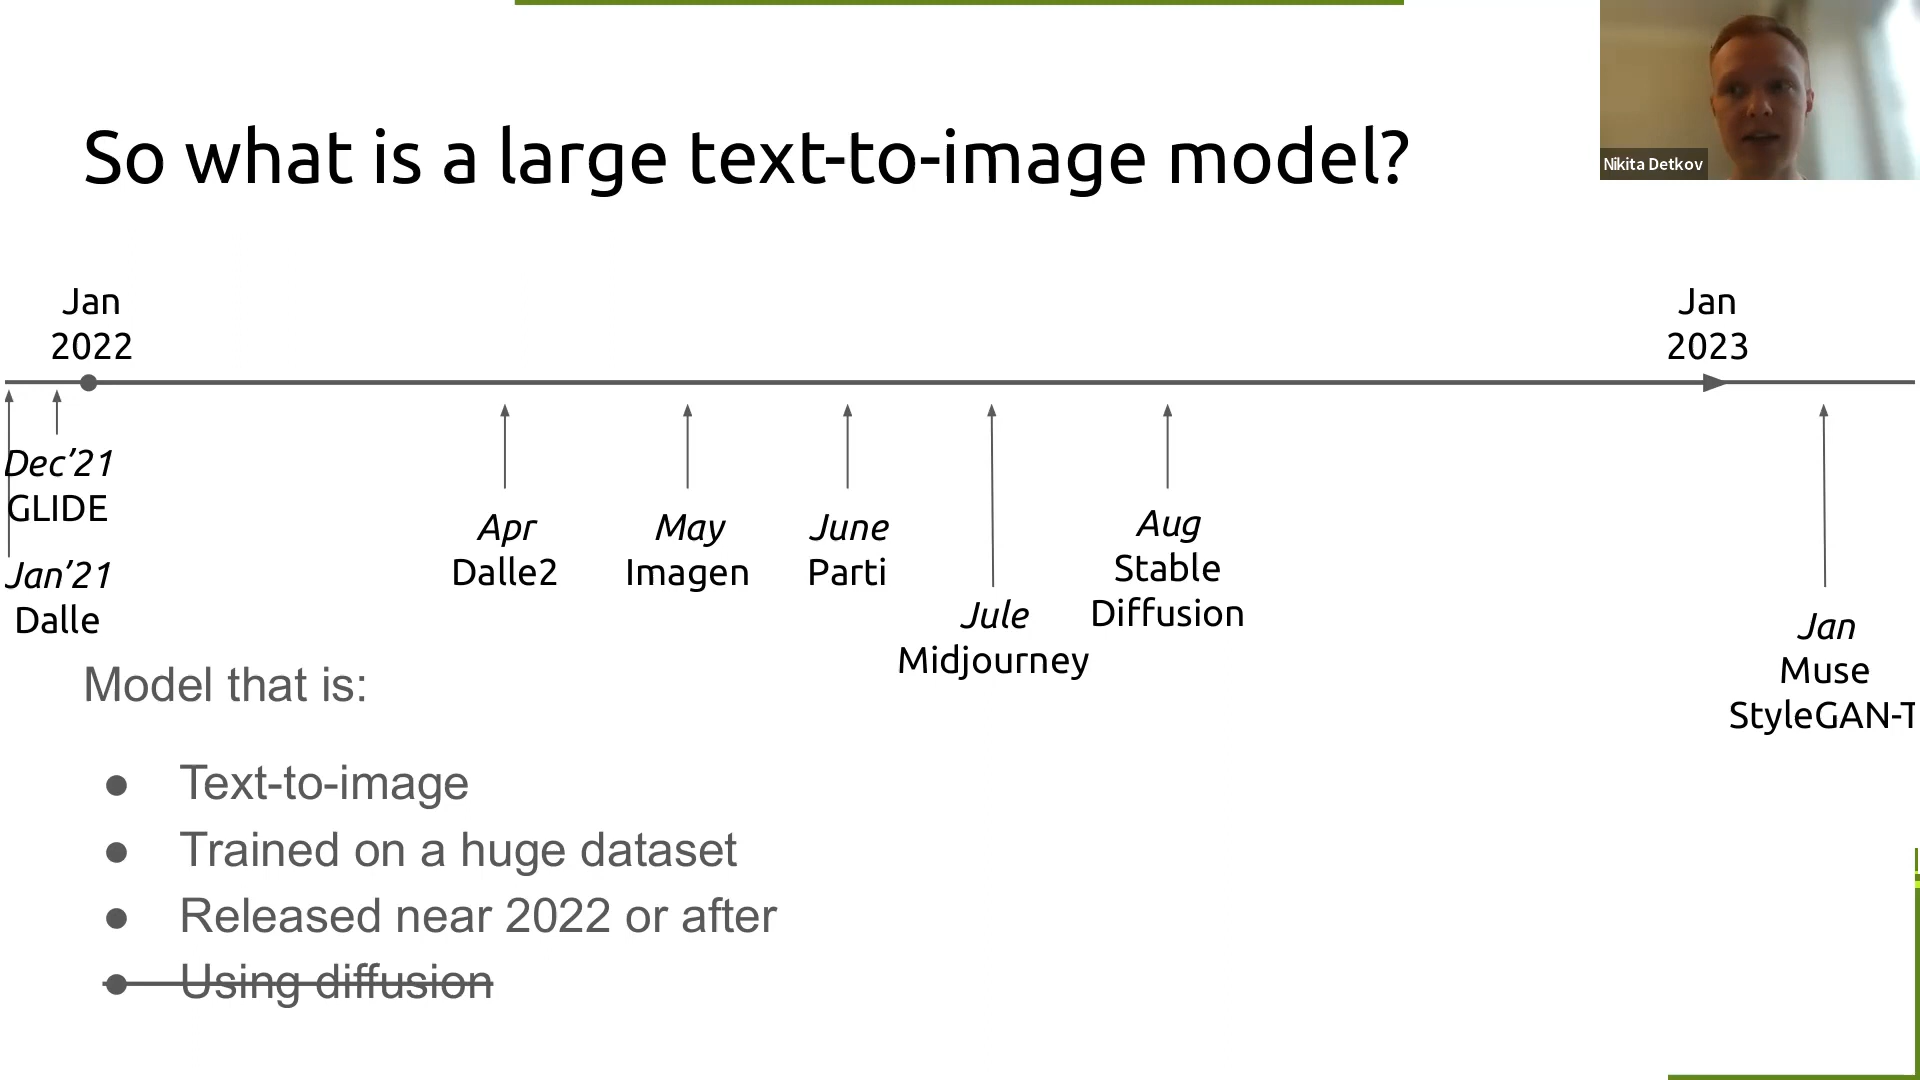 So what is a large text-to-image model?
Nikita Detkov
Jan
2022
Jan
2023
Dec’21
GLIDE
Jan’21
Dalle
Apr
Dalle2
May
Imagen
June
Parti
Jule
Midjourney
Aug
Stable
Diffusion
Jan
Muse
StyleGAN-T
Model that is:
● Text-to-image
● Trained on a huge dataset
● Released near 2022 or after
● Using diffusion